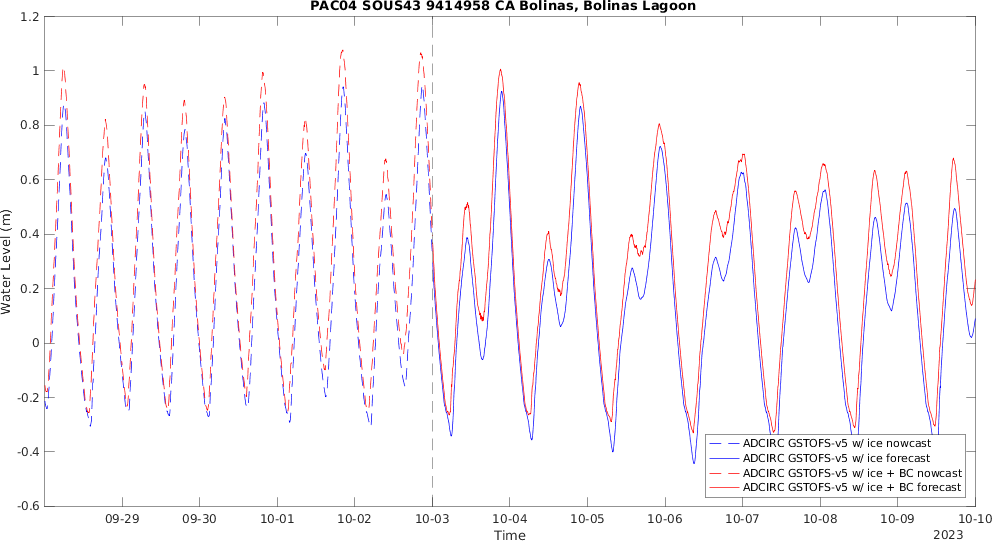 PAC04 SOUS43 9414958 CA Bolinas, Bolinas Lagoon
1.2
1
0.8
0.6
0.4
0.2
0
-0.2
-0.4
-0.6
Water Level (m)
ADCIRC GSTOFS-v5 w/ ice nowcast
ADCIRC GSTOFS-v5 w/ ice forecast
ADCIRC GSTOFS-v5 w/ ice + BC nowcast
ADCIRC GSTOFS-v5 w/ ice + BC forecast
09-29 09-30 10-01 10-02 10-03 10-04 10-05 10-06 10-07 10-08 10-09 10-10
Time
2023